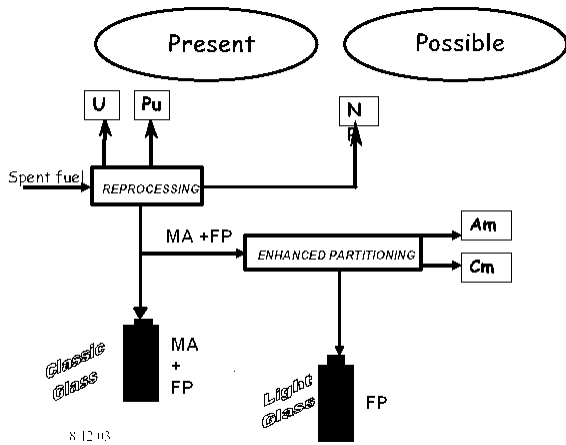 Present
Possible
U
Pu
N
P
Spent fuel
REPROCESSING
MA +FP
ENHANCED PARTITIONING
Am
Cm
Classic
Glass
MA
+
FP
Light
Glass
FP
8 12 03